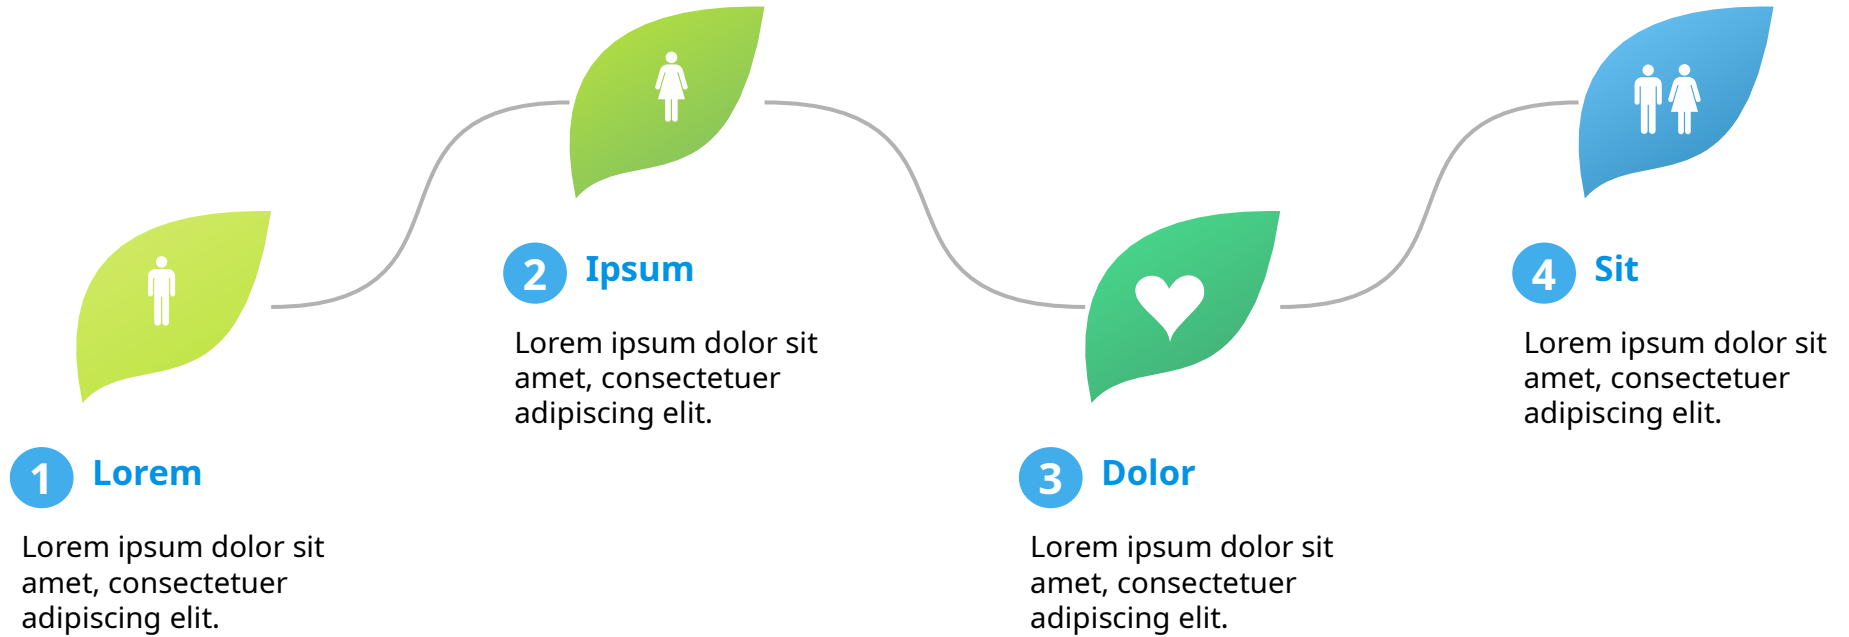 1 Lorem
Lorem ipsum dolor sit
amet, consectetuer
adipiscing elit.
2 Ipsum
Lorem ipsum dolor sit
amet, consectetuer
adipiscing elit.
3 Dolor
Lorem ipsum dolor sit
amet, consectetuer
adipiscing elit.
4 Sit
Lorem ipsum dolor sit
amet, consectetuer
adipiscing elit.